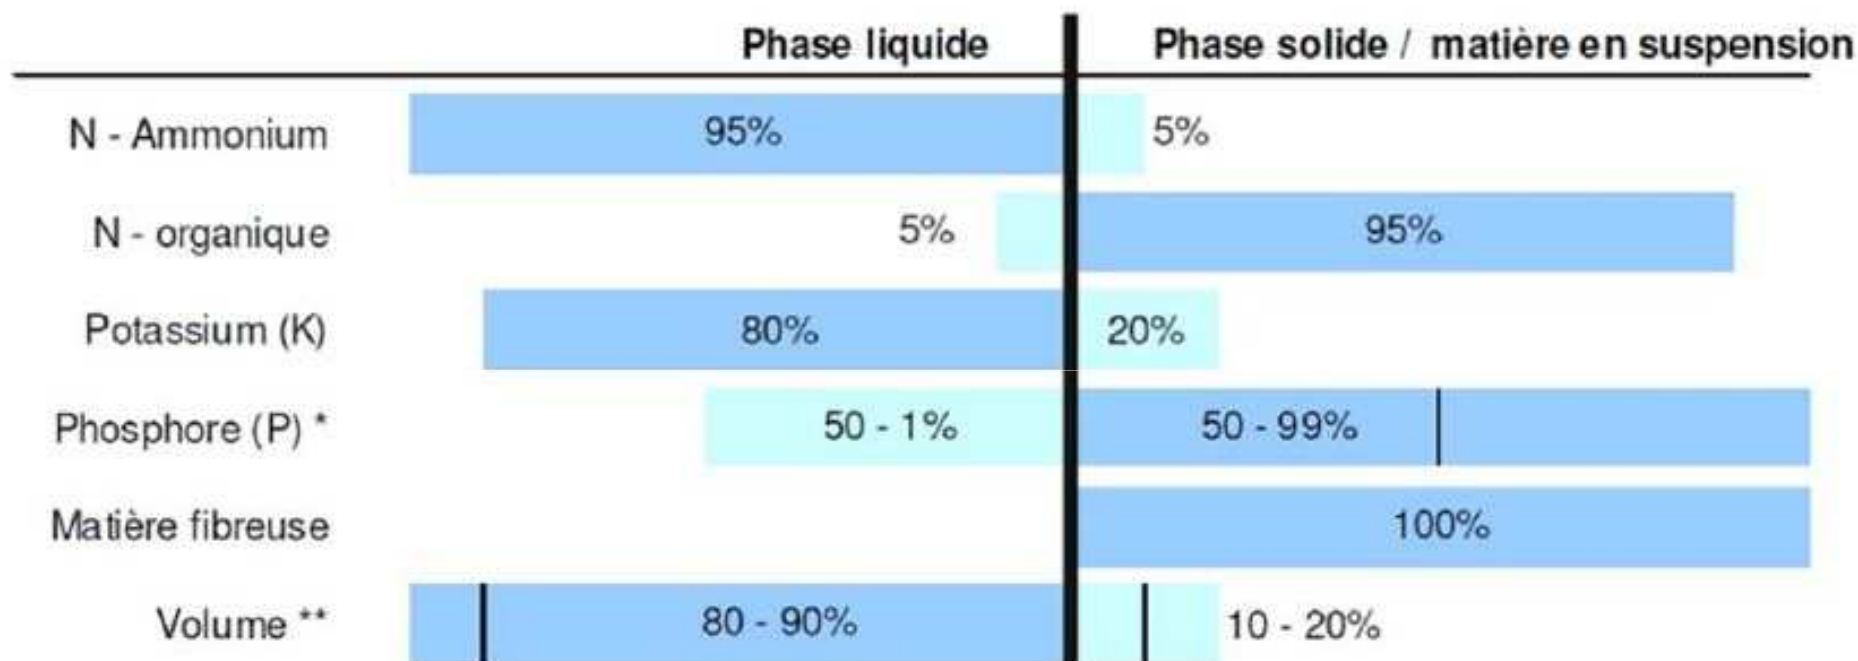 Phase liquide Phase solide / matière en suspension
N - Ammonium 95% 5%
N - organique 5% 95%
Potassium (K) 80% 20%
Phosphore (P) * 50 - 1% 50 - 99%
Matière fibreuse 100%
Volume ** 80 - 90% 10 - 20%